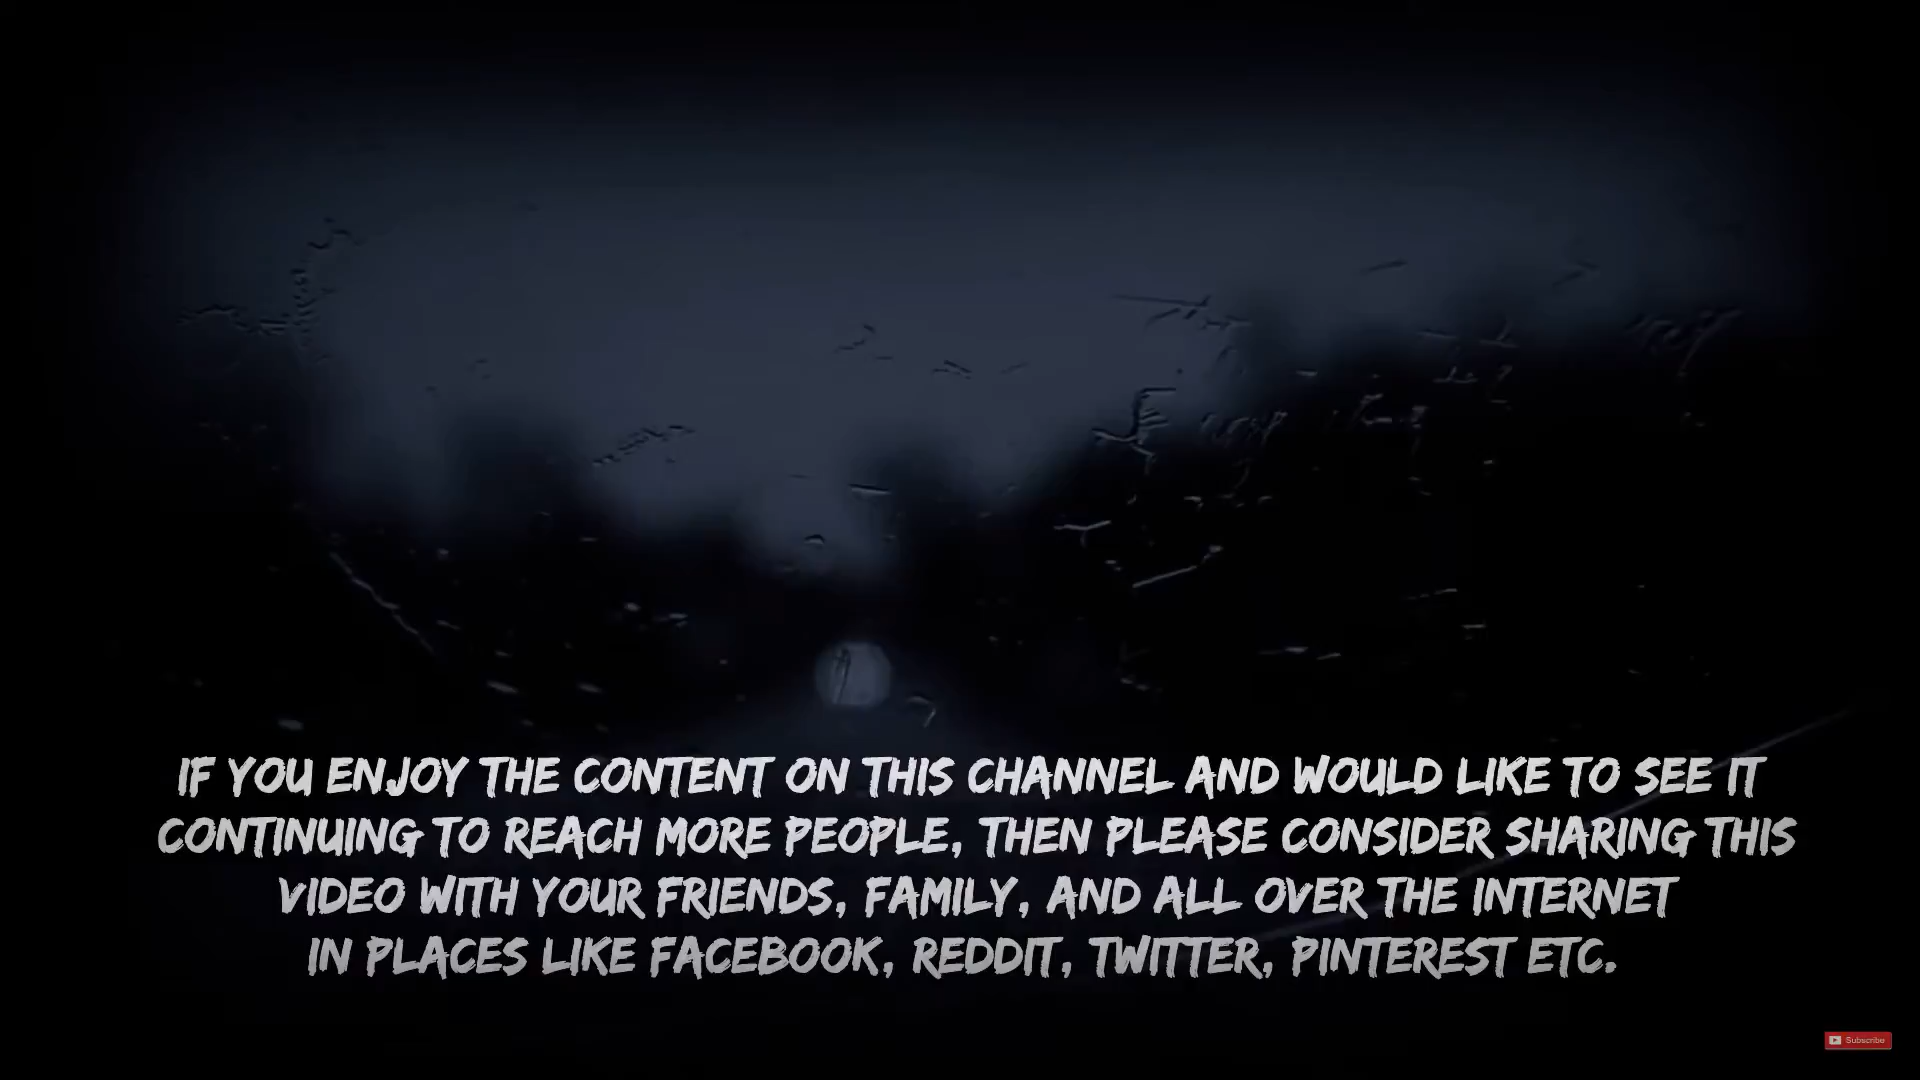 IF YOU ENJOY THE CONTENT ON THIS CHANNEL AND WOULD LIKE TO SEE IT
CONTINUING TO REACH MORE PEOPLE, THEN PLEASE CONSIDER SHARING THIS
VIDEO WITH YOUR FRIENDS, FAMILY, AND ALL OVER THE INTERNET
IN PLACES LIKE FACEBOOK, REDDIT, TWITTER, PINTEREST ETC.
Subscribe